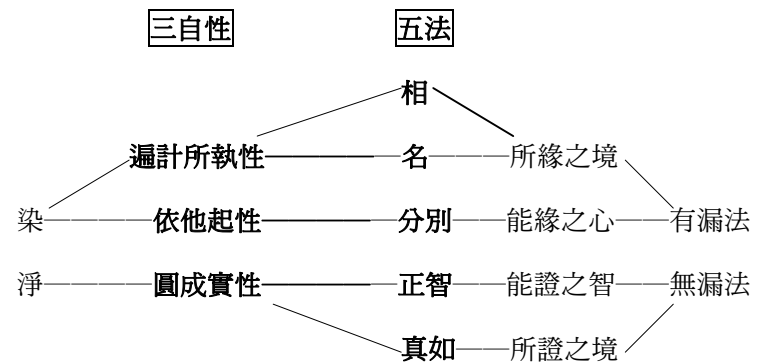 三自性 五法
相
遍計所執性 名 所緣之境
染 依他起性 分別 能緣之心 有漏法
淨 圓成實性 正智 能證之智 無漏法
真如 所證之境